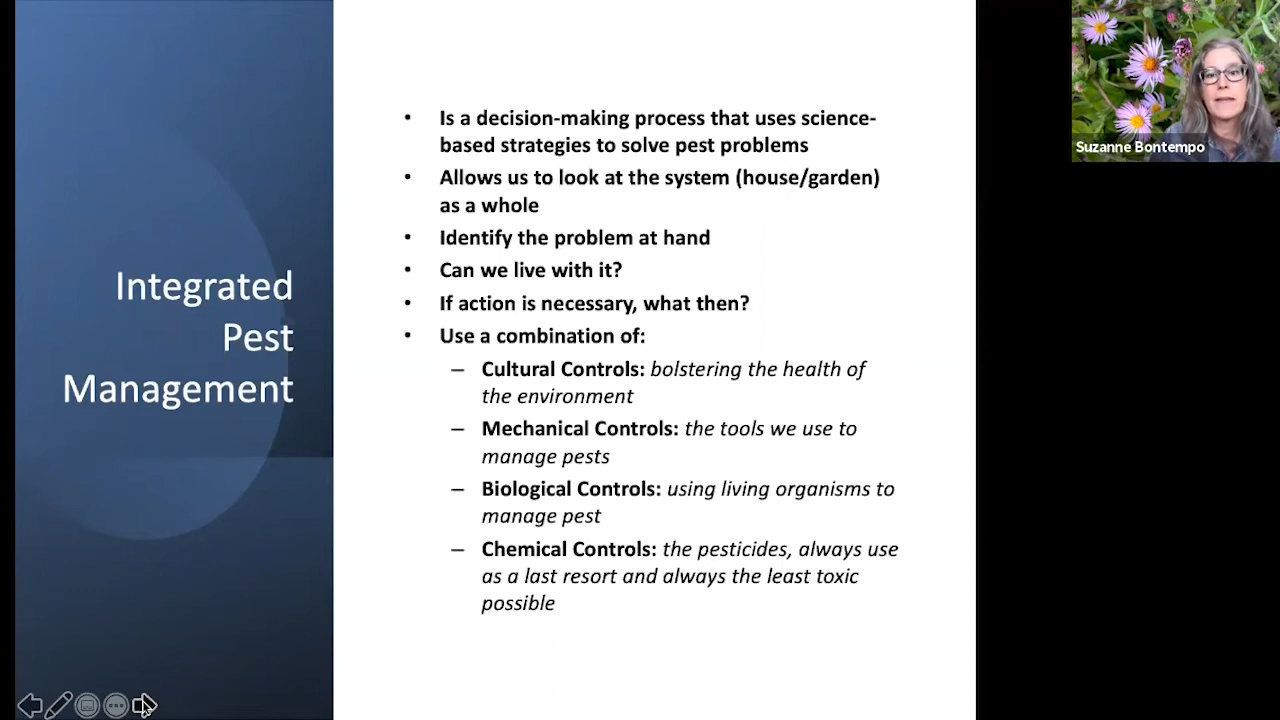 Integrated
Pest
Management
• Is a decision-making process that uses science-
based strategies to solve pest problems
• Allows us to look at the system (house/garden)
as a whole
• Identify the problem at hand
• Can we live with it?
• If action is necessary, what then?
• Use a combination of:
– Cultural Controls: bolstering the health of
the environment
– Mechanical Controls: the tools we use to
manage pests
– Biological Controls: using living organisms to
manage pest
– Chemical Controls: the pesticides, always use
as a last resort and always the least toxic
possible
Suzanne Bontempo